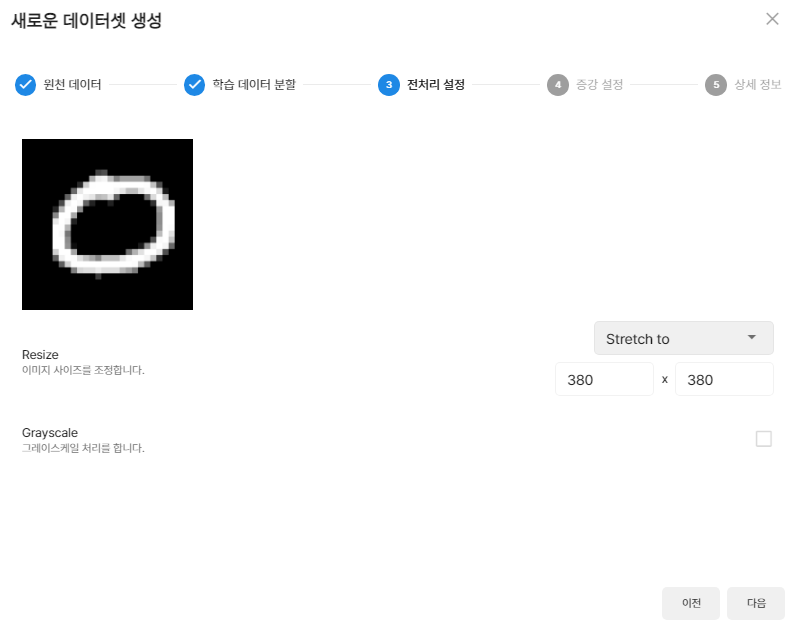 새로운 데이터셋 생성
원천 데이터
학습 데이터 분할
3 전처리 설정
4 증강 설정
5 상세 정보
Stretch to
Resize
이미지 사이즈를 조정합니다.
380 x 380
Grayscale
그레이스케일 처리를 합니다.
이전
다음